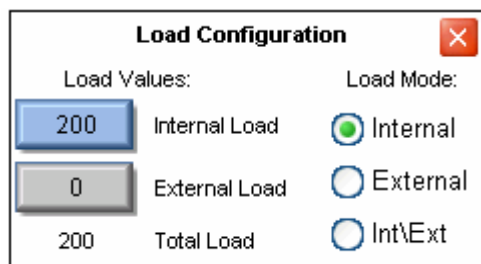 Load Configuration
Load Values: Load Mode:
200 Internal Load Internal
0 External Load External
200 Total Load Int\Ext